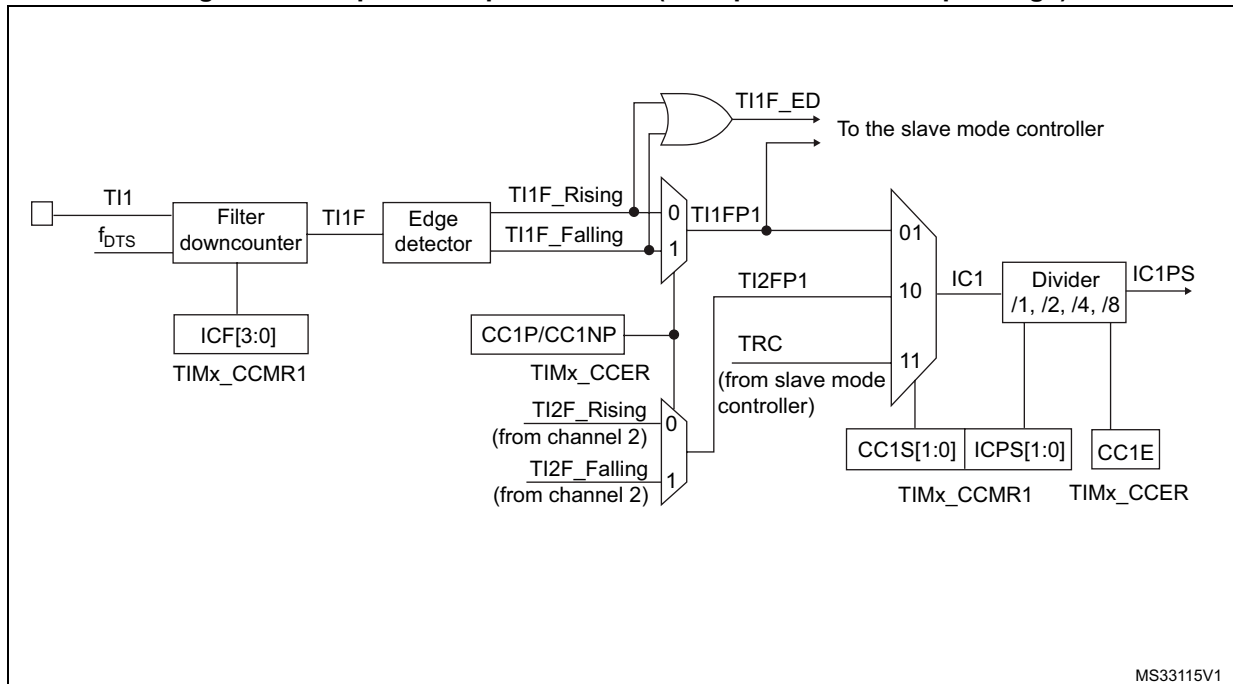 TI1F_ED
To the slave mode controller
TI1
f_DTS
Filter
downcounter
TI1F
Edge
detector
TI1F_Rising
TI1F_Falling
0
1
TI1FP1
01
TI2FP1
10
IC1
Divider
/1, /2, /4, /8
IC1PS
ICF[3:0]
TIMx_CCMR1
CC1P/CC1NP
TIMx_CCER
TRC
11
(from slave mode
controller)
TI2F_Rising
(from channel 2)
0
TI2F_Falling
(from channel 2)
1
CC1S[1:0]
ICPS[1:0]
CC1E
TIMx_CCMR1
TIMx_CCER
MS33115V1